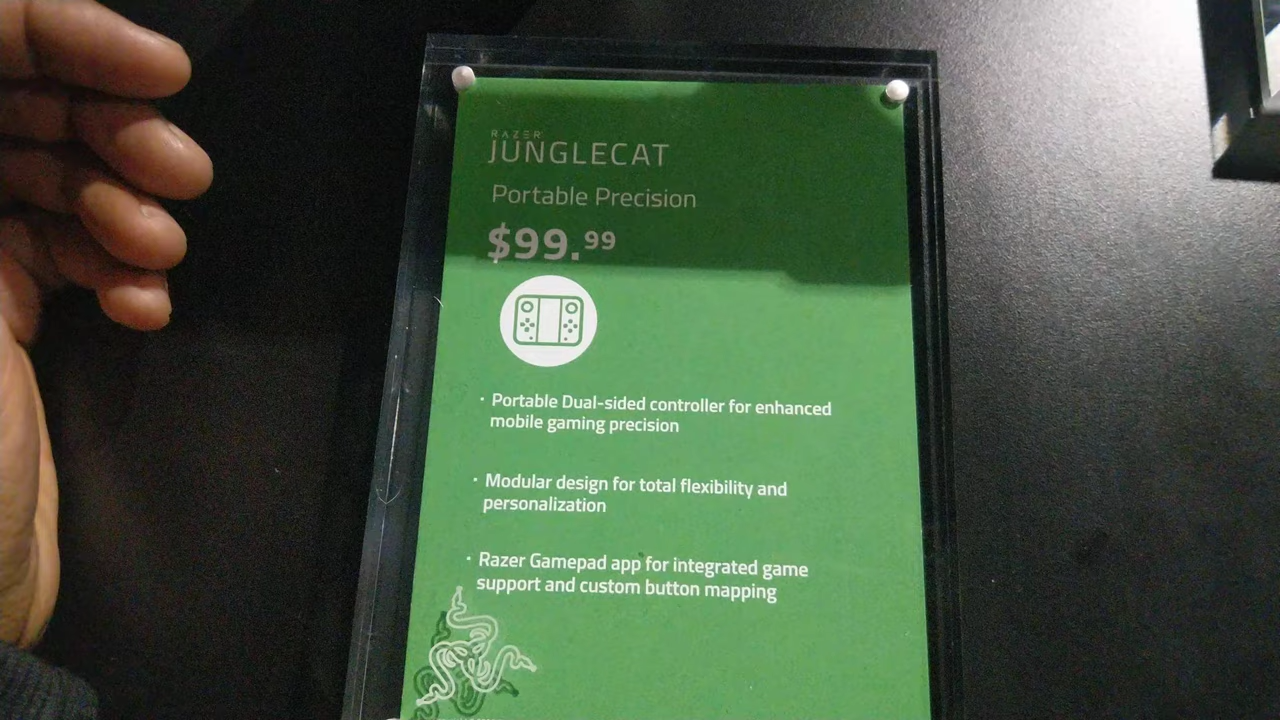 RAZER
JUNGLECAT
Portable Precision
$99.99
· Portable Dual-sided controller for enhanced
mobile gaming precision
· Modular design for total flexibility and
personalization
· Razer Gamepad app for integrated game
support and custom button mapping